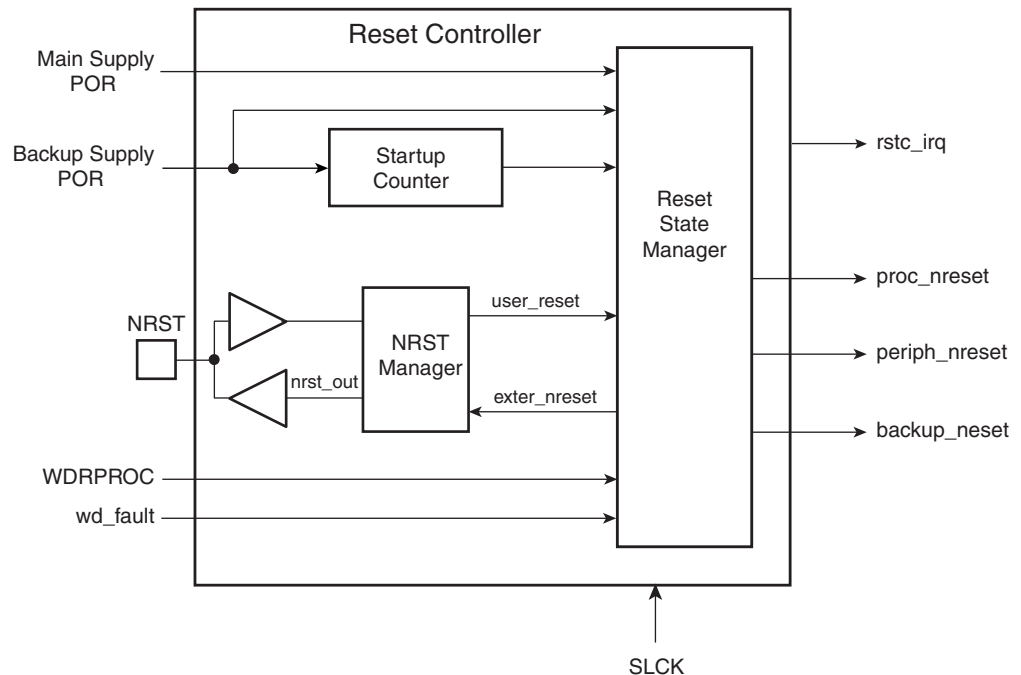 Reset Controller
Main Supply
POR
Backup Supply
POR
Startup
Counter
rstc_irq
Reset
State
Manager
proc_nreset
user_reset
NRST
NRST
Manager
periph_nreset
nrst_out
exter_nreset
backup_neset
WDRPROC
wd_fault
SLCK